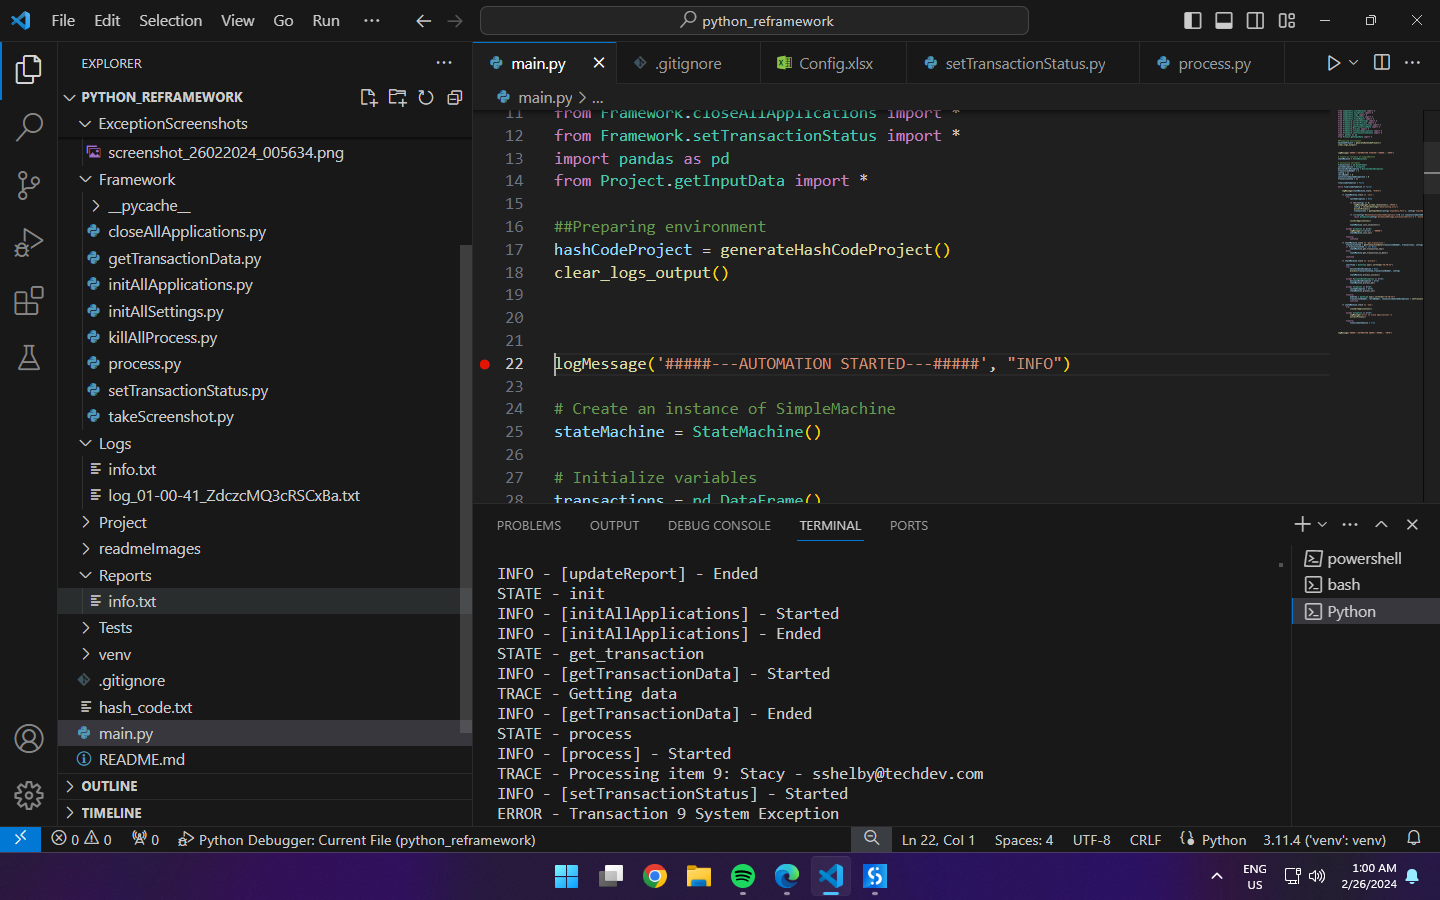 File Edit Selection View Go Run ···
python_reframework
EXPLORER
PYTHON_REFRAMEWORK
ExceptionScreenshots
screenshot_26022024_005634.png
Framework
__pycache__
closeAllApplications.py
getTransactionData.py
initAllApplications.py
initAllSettings.py
killAllProcess.py
process.py
setTransactionStatus.py
takeScreenshot.py
Logs
info.txt
log_01-00-41_ZdczcMQ3cRSCxBa.txt
Project
readmeImages
Reports
info.txt
Tests
venv
.gitignore
hash_code.txt
main.py
README.md
OUTLINE
TIMELINE
main.py
.gitignore
Config.xlsx
setTransactionStatus.py
process.py
main.py > ...
11 from Framework.closeAllApplications import *
12 from Framework.setTransactionStatus import *
13 import pandas as pd
14 from Project.getInputData import *
15
16 ##Preparing environment
17 hashCodeProject = generateHashCodeProject()
18 clear_logs_output()
19
20
21
22 logMessage('#####---AUTOMATION STARTED---#####', "INFO")
23
24 # Create an instance of SimpleMachine
25 stateMachine = StateMachine()
26
27 # Initialize variables
28 transactions = pd.DataFrame()
PROBLEMS OUTPUT DEBUG CONSOLE TERMINAL PORTS
INFO - [updateReport] - Ended
STATE - init
INFO - [initAllApplications] - Started
INFO - [initAllApplications] - Ended
STATE - get_transaction
INFO - [getTransactionData] - Started
TRACE - Getting data
INFO - [getTransactionData] - Ended
STATE - process
INFO - [process] - Started
TRACE - Processing item 9: Stacy - sshelby@techdev.com
INFO - [setTransactionStatus] - Started
ERROR - Transaction 9 System Exception
powershell
bash
Python
0 0 0 Python Debugger: Current File (python_reframework)
Ln 22, Col 1 Spaces: 4 UTF-8 CRLF Python 3.11.4 ('venv': venv)
ENG
US
1:00 AM
2/26/2024